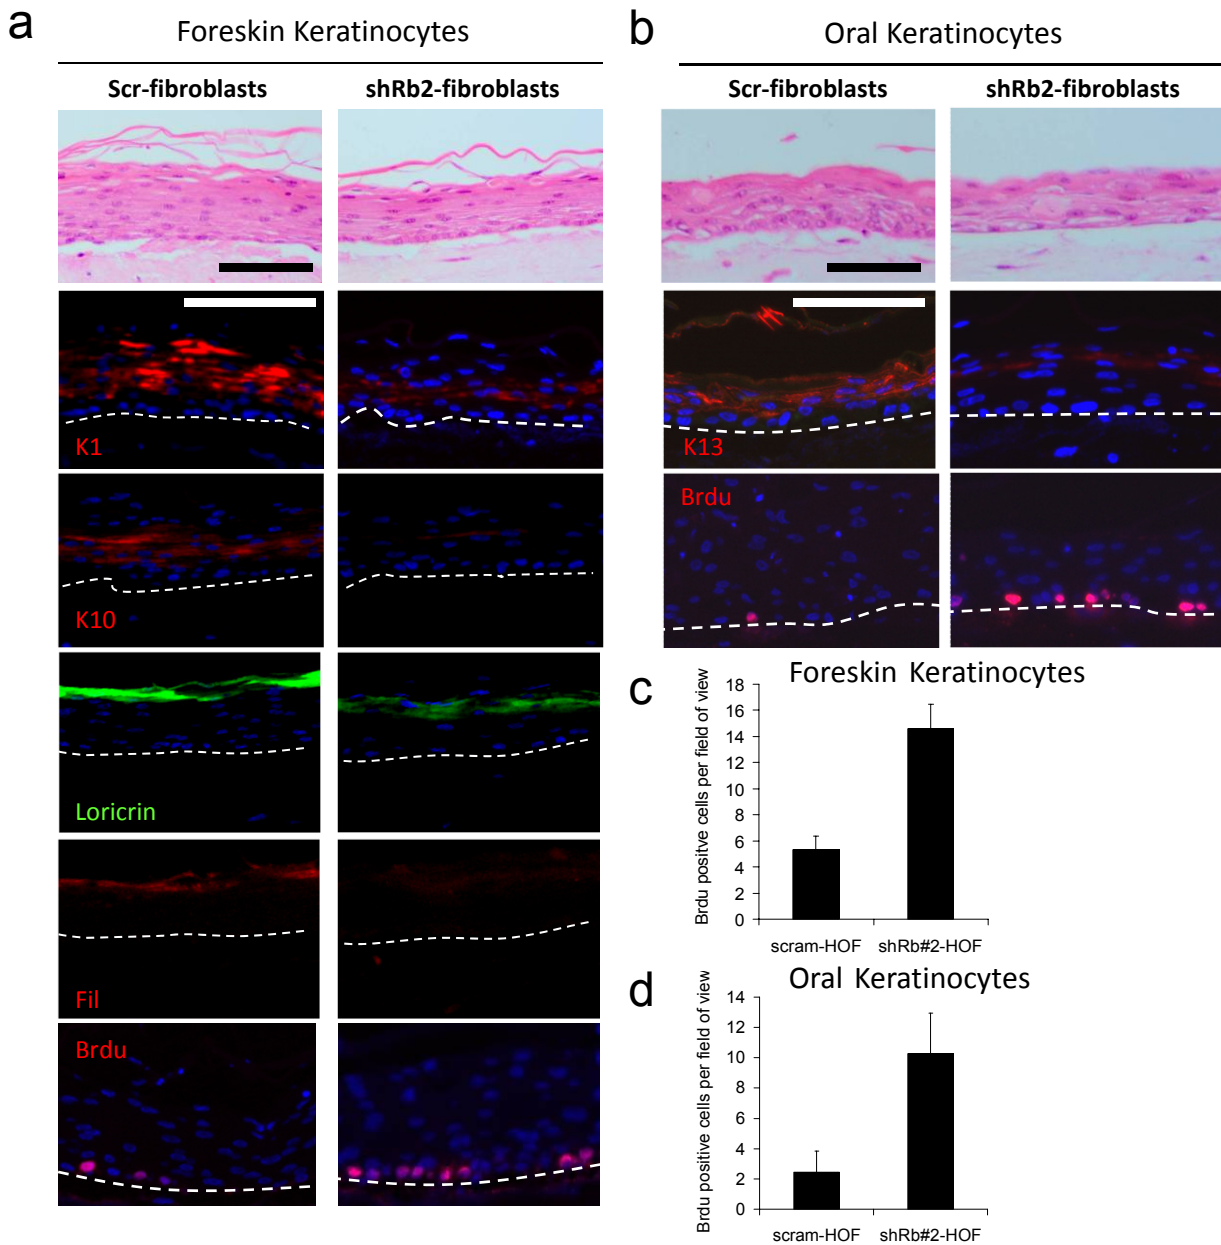 a
Foreskin Keratinocytes
Scr-fibroblasts
shRb2-fibroblasts
K1
K10
Loricrin
Fil
Brdu
b
Oral Keratinocytes
Scr-fibroblasts
shRb2-fibroblasts
K13
Brdu
c
Foreskin Keratinocytes
Brdu positve cells per field of view
18
16
14
12
10
8
6
4
2
0
scram-HOF
shRb#2-HOF
d
Oral Keratinocytes
Brdu positive cells per field of view
14
12
10
8
6
4
2
0
scram-HOF
shRb#2-HOF